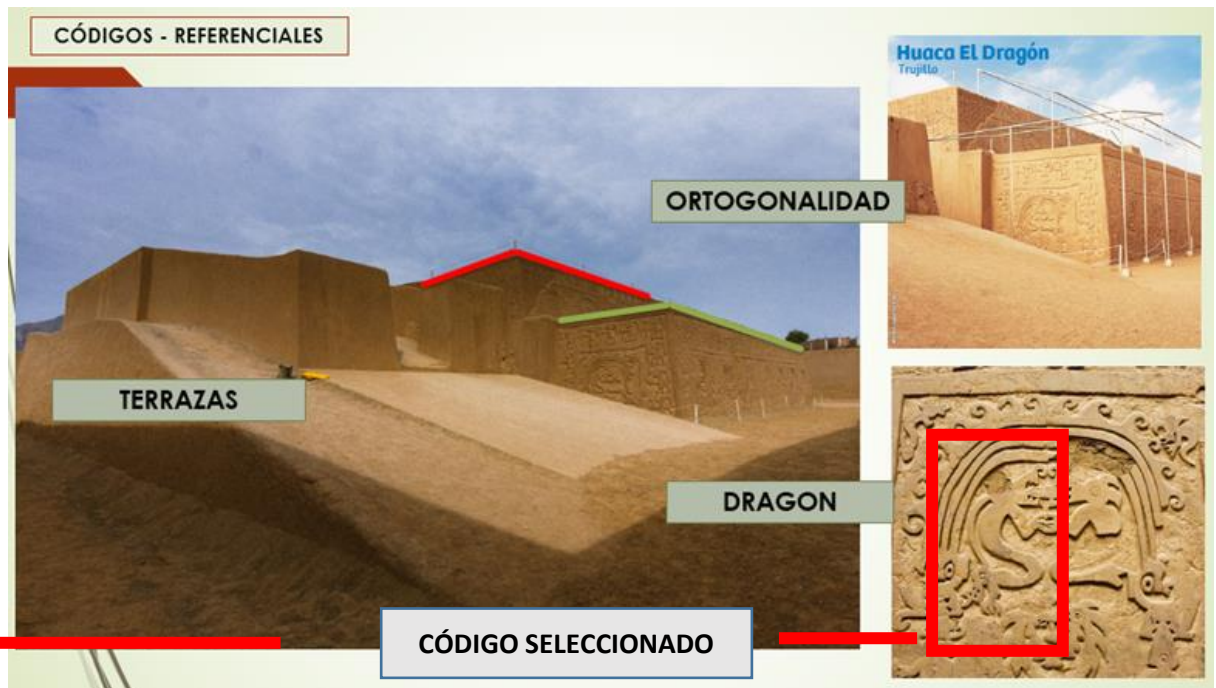 CÓDIGOS - REFERENCIALES
Huaca El Dragón
Trujillo
ORTOGONALIDAD
TERRAZAS
DRAGON
CÓDIGO SELECCIONADO